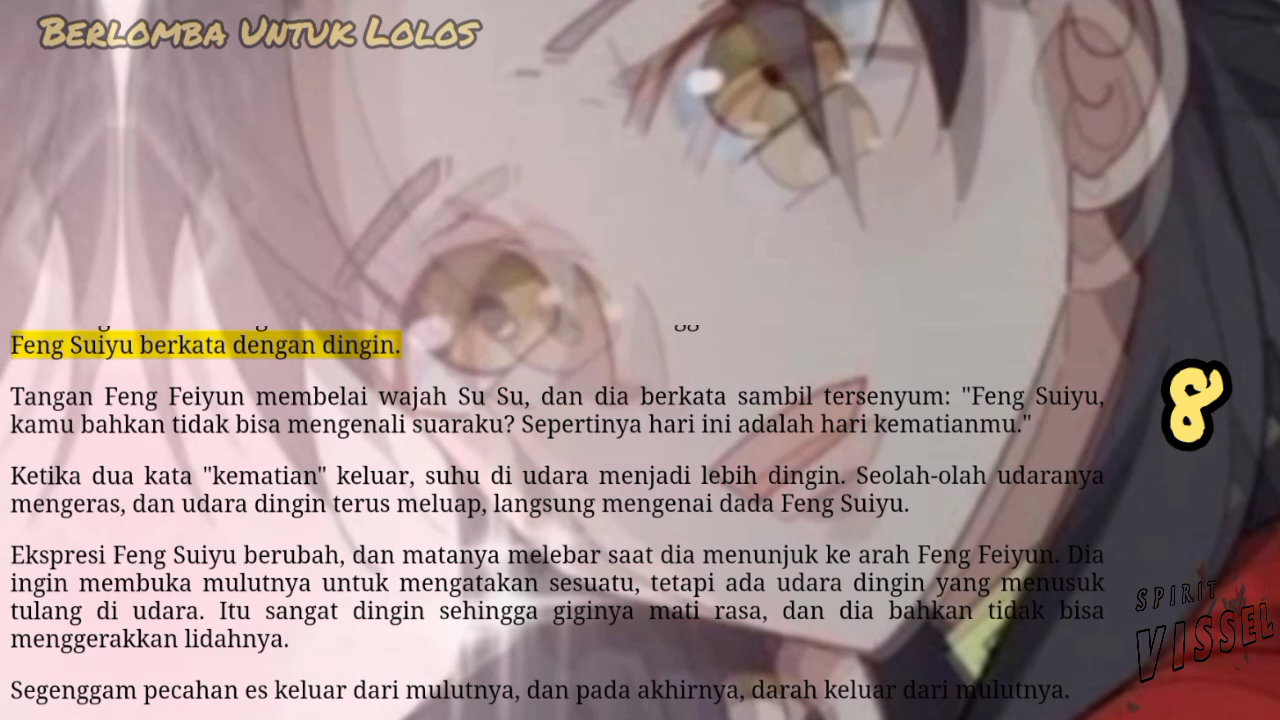 Berlomba Untuk Lolos
Feng Suiyu berkata dengan dingin.
Tangan Feng Feiyun membelai wajah Su Su, dan dia berkata sambil tersenyum: "Feng Suiyu,
kamu bahkan tidak bisa mengenali suaraku? Sepertinya hari ini adalah hari kematianmu."
Ketika dua kata "kematian" keluar, suhu di udara menjadi lebih dingin. Seolah-olah udaranya
mengeras, dan udara dingin terus meluap, langsung mengenai dada Feng Suiyu.
Ekspresi Feng Suiyu berubah, dan matanya melebar saat dia menunjuk ke arah Feng Feiyun. Dia
ingin membuka mulutnya untuk mengatakan sesuatu, tetapi ada udara dingin yang menusuk
tulang di udara. Itu sangat dingin sehingga giginya mati rasa, dan dia bahkan tidak bisa
menggerakkan lidahnya.
Segenggam pecahan es keluar dari mulutnya, dan pada akhirnya, darah keluar dari mulutnya.
8
SPIRIT
VISSEL